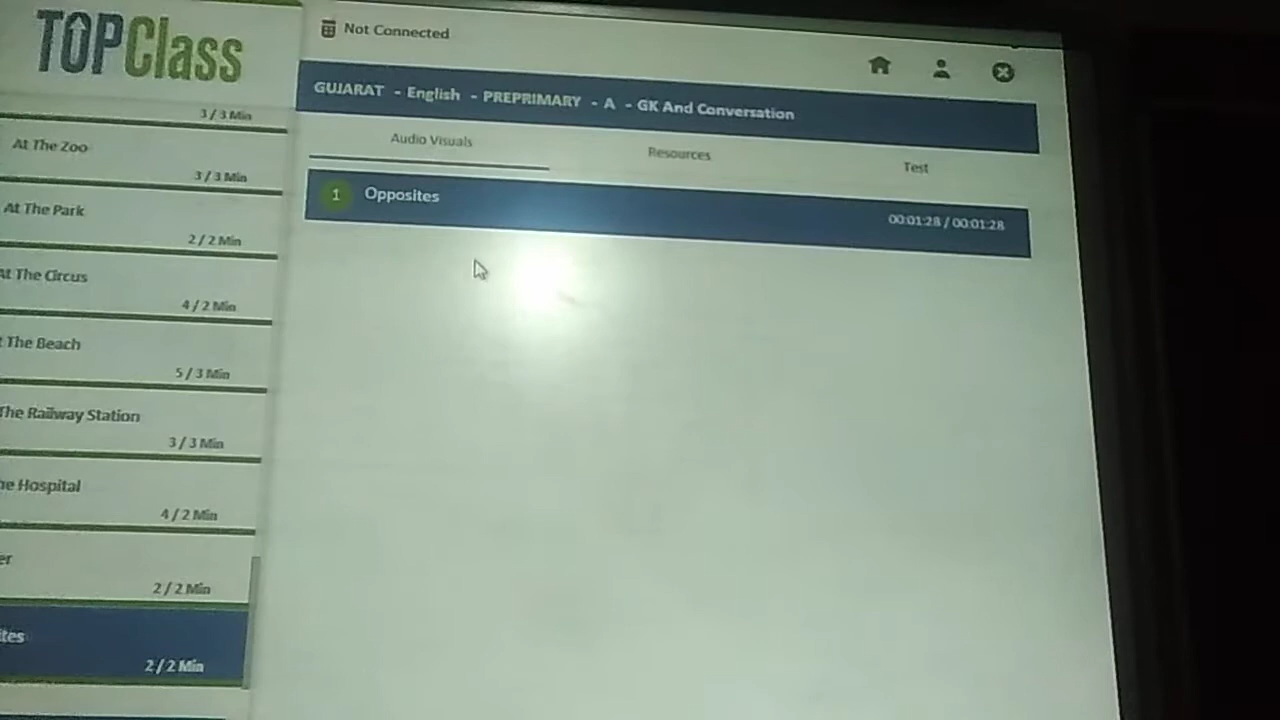 TOPClass
3 / 3 Min
At The Zoo
3 / 3 Min
At The Park
2 / 2 Min
At The Circus
4 / 2 Min
The Beach
5 / 3 Min
The Railway Station
3 / 3 Min
Hospital
4 / 2 Min
er
2 / 2 Min
ites
2 / 2 Min
Not Connected
GUJARAT - English - PREPRIMARY - A - GK And Conversation
Audio Visuals Resources Test
1 Opposites 00:01:28 / 00:01:28